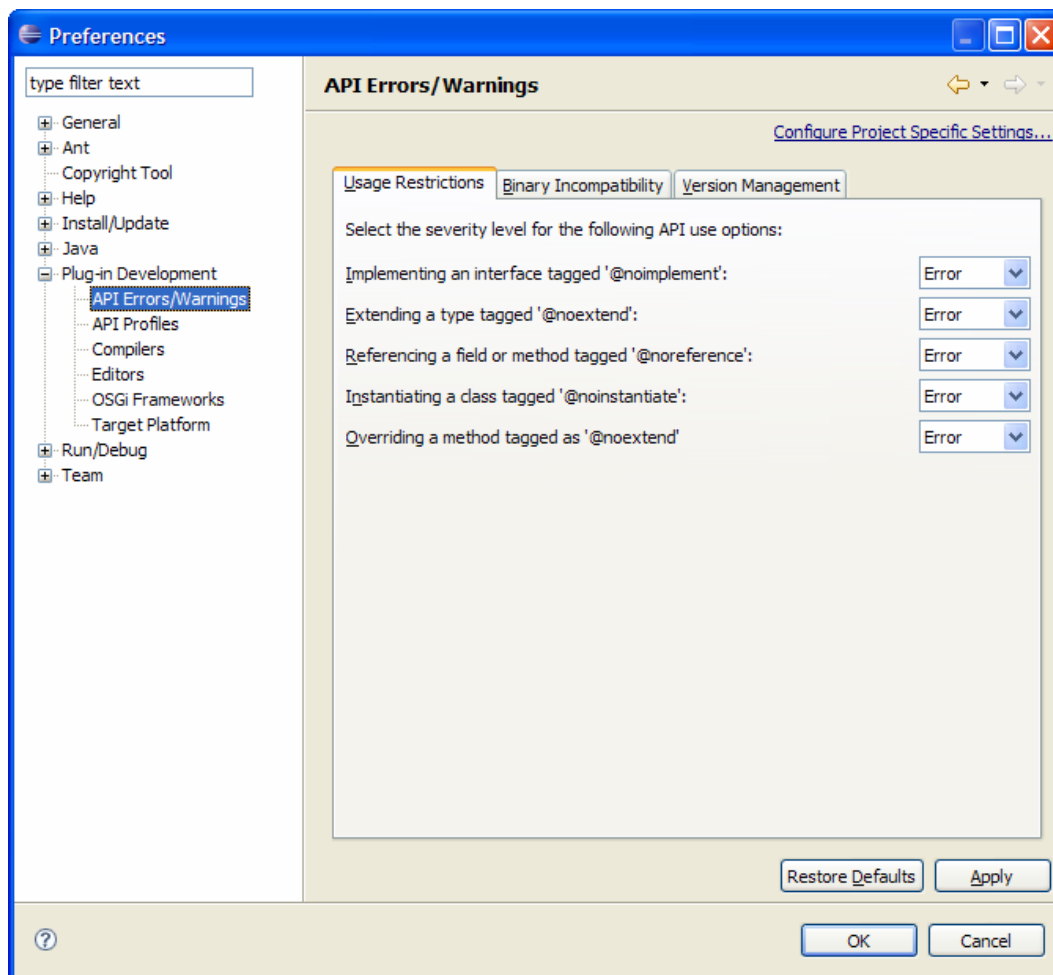 Preferences
type filter text
General
Ant
Copyright Tool
Help
Install/Update
Java
Plug-in Development
API Errors/Warnings
API Profiles
Compilers
Editors
OSGi Frameworks
Target Platform
Run/Debug
Team
API Errors/Warnings
Configure Project Specific Settings...
Usage Restrictions Binary Incompatibility Version Management
Select the severity level for the following API use options:
Implementing an interface tagged '@noimplement': Error
Extending a type tagged '@noextend': Error
Referencing a field or method tagged '@noreference': Error
Instantiating a class tagged '@noinstantiate': Error
Overriding a method tagged as '@noextend' Error
Restore Defaults Apply
OK Cancel